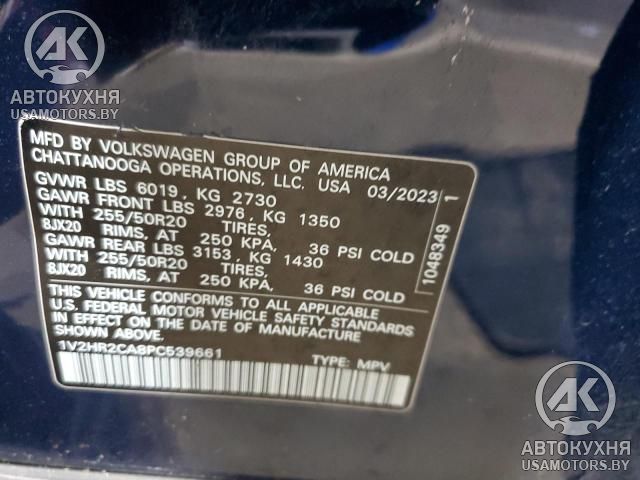 AK
АВТОКУХНЯ
USAMOTORS.BY
MFD BY VOLKSWAGEN GROUP OF AMERICA
CHATTANOOGA OPERATIONS, LLC. USA 03/2023
GVWR LBS 6019, KG 2730
GAWR FRONT LBS 2976, KG 1350
WITH 255/50R20 TIRES,
8JX20 RIMS, AT 250 KPA, 36 PSI COLD
GAWR REAR LBS 3153, KG 1430
WITH 255/50R20 TIRES,
8JX20 RIMS, AT 250 KPA, 36 PSI COLD
THIS VEHICLE CONFORMS TO ALL APPLICABLE
U.S. FEDERAL MOTOR VEHICLE SAFETY STANDARDS
IN EFFECT ON THE DATE OF MANUFACTURE
SHOWN ABOVE.
1V2HR2CA8PC539661 TYPE: MPV
1048349 1
AK
АВТОКУХНЯ
USAMOTORS.BY